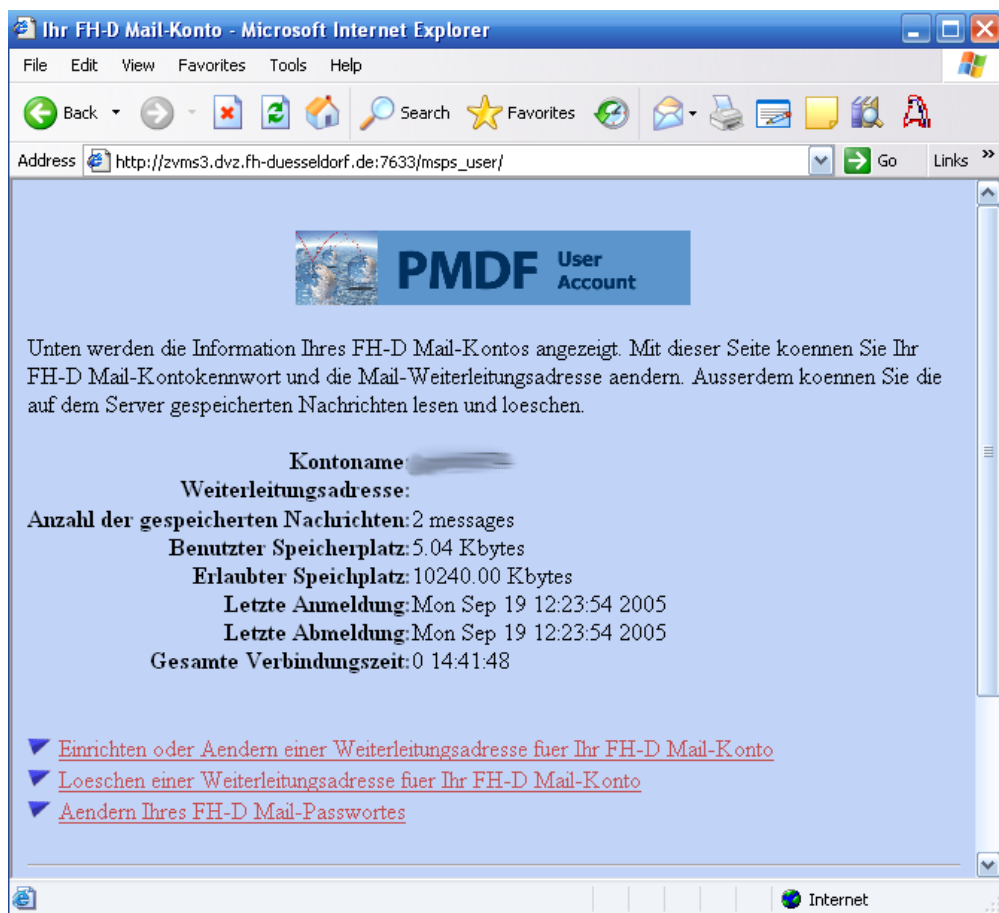 Ihr FH-D Mail-Konto - Microsoft Internet Explorer
File Edit View Favorites Tools Help
Back Search Favorites
Address http://zvms3.dvz.fh-duesseldorf.de:7633/msps_user/ Go Links »
PMDF User Account
Unten werden die Information Ihres FH-D Mail-Kontos angezeigt. Mit dieser Seite koennen Sie Ihr
FH-D Mail-Kontokennwort und die Mail-Weiterleitungsadresse aendern. Ausserdem koennen Sie die
auf dem Server gespeicherten Nachrichten lesen und loeschen.
Kontoname:
Weiterleitungsadresse:
Anzahl der gespeicherten Nachrichten: 2 messages
Benutzter Speicherplatz: 5.04 Kbytes
Erlaubter Speichplatz: 10240.00 Kbytes
Letzte Anmeldung: Mon Sep 19 12:23:54 2005
Letzte Abmeldung: Mon Sep 19 12:23:54 2005
Gesamte Verbindungszeit: 0 14:41:48
Einrichten oder Aendern einer Weiterleitungsadresse fuer Ihr FH-D Mail-Konto
Loeschen einer Weiterleitungsadresse fuer Ihr FH-D Mail-Konto
Aendern Ihres FH-D Mail-Passwortes
Internet